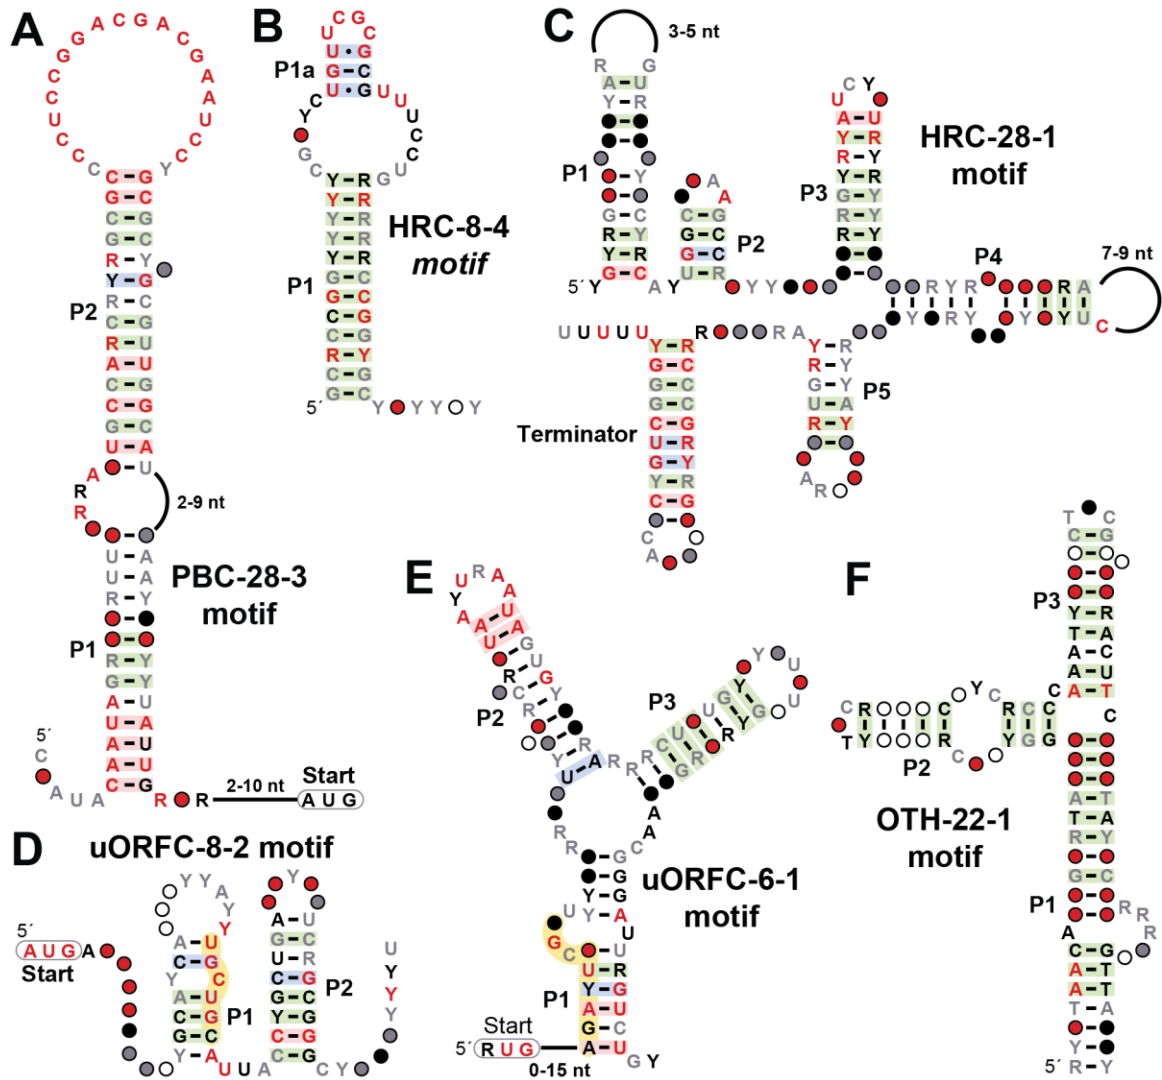 A
C C C U C C G G A C G A C G A A U C C Y
C G
G C
C G
G C
R Y
Y G
R C
P2
C G
R U
A U
C G
C G
G C
U A
U
A R R
2-9 nt
U A
U A
R Y
PBC-28-3
motif
P1
R Y
G Y
A U
U A
A U
A U
C G
5´ C A U A
R R
2-10 nt
Start
AUG
B
U C G C
U G
G C
U G
P1a
C Y G C
U U C C U G
Y R
Y R
Y R
Y R
Y R
Y C
G C
C G
C G
R Y
G C
C G
P1
5´
Y Y Y Y
HRC-8-4
motif
C
3-5 nt
R G
A U
Y R
P1
Y
G C
R Y
Y R
G C
5´ Y
A Y
A A
C G
G C
G C
U R
P2
Y Y
C Y
U
A U
Y R
R Y
Y R
R Y
G Y
R Y
P3
HRC-28-1
motif
P4
R Y R R A
Y R Y Y Y U C
7-9 nt
U U U U U
R R A
Y R
G C
G C
G C
C G
U R
G Y
Y R
C G
C A
Terminator
Y R
R Y
G Y
U A
R Y
A R
P5
D
uORFC-8-2 motif
5´
AUG A
Start
Y Y A Y Y
A U
C G
Y C
A U
C G
G C
Y A
P1
U U A
Y
A U
G C
U R
C G
Y G
C G
C G
P2
C Y
Y Y Y U
E
Y U R A A
P2
P3
uORFC-6-1
motif
P1
Start
5´ R U G
0-15 nt
G Y
F
T C
C G
P3
Y R
T A
A C
A U
A T
C
C
P2
OTH-22-1
motif
P1
5´ R Y